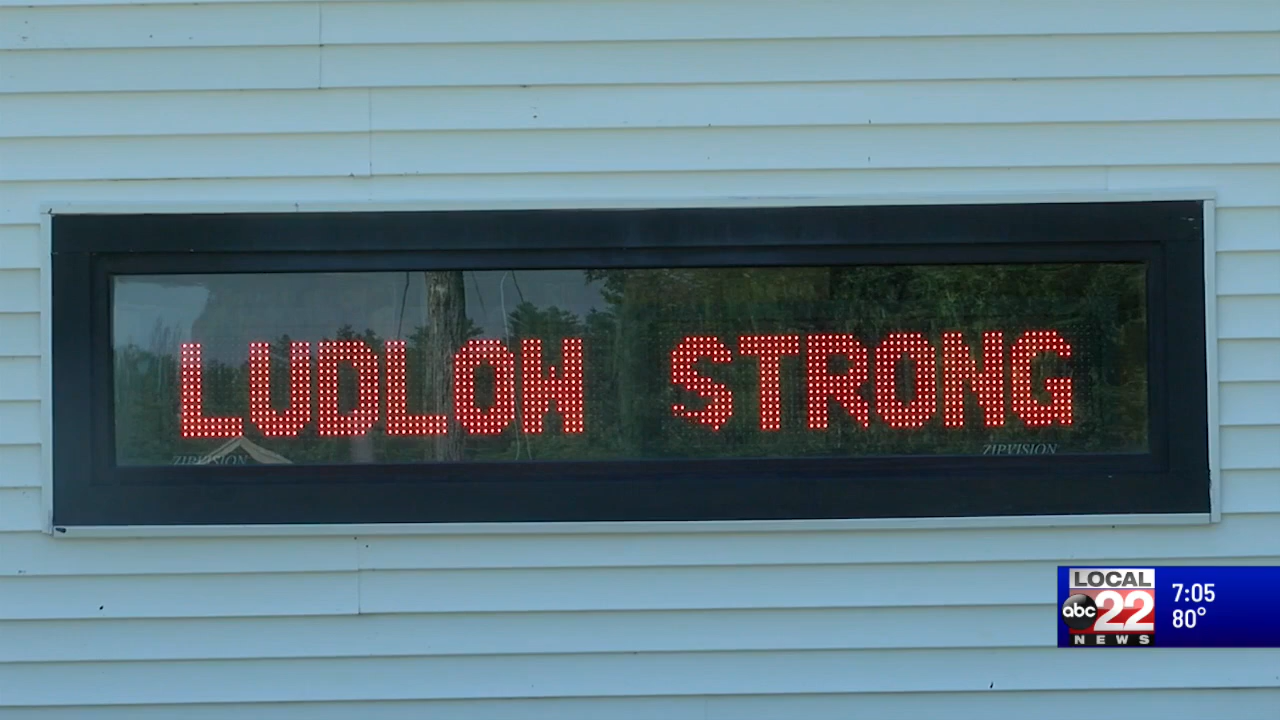 LUDLOW STRONG
ZIPVISION ZIPVISION
LOCAL
abc 22
NEWS
7:05
80°